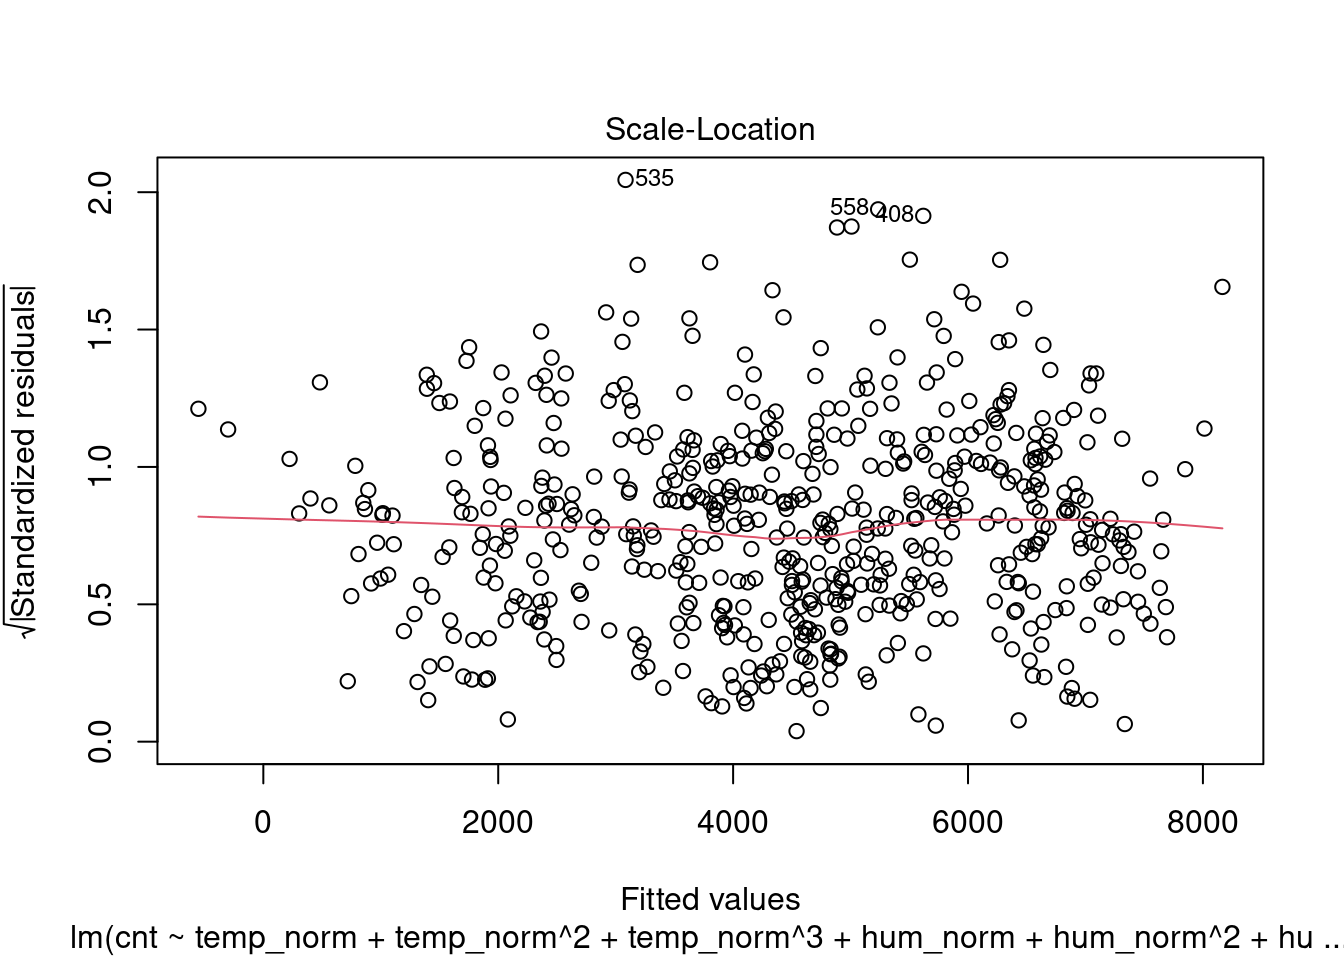 Scale-Location
√|Standardized residuals|
2.0
1.5
1.0
0.5
0.0
535
558
408
0 2000 4000 6000 8000
Fitted values
lm(cnt ~ temp_norm + temp_norm^2 + temp_norm^3 + hum_norm + hum_norm^2 + hu ...